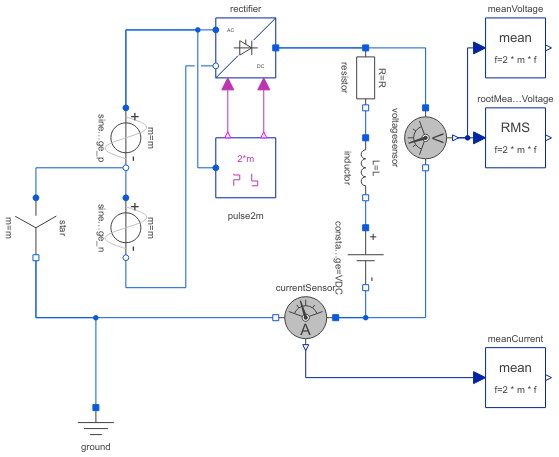 rectifier
meanVoltage
AC
DC
mean
f=2 * m * f
R=R
resistor
rootMea...Voltage
RMS
f=2 * m * f
voltagesensor
+
-
m=m
sine...ge_p
2*m
pulse2m
L=L
inductor
+
-
m=m
sine...ge_n
star
m=m
+
-
consta...ge=VDC
currentSensor
A
meanCurrent
mean
f=2 * m * f
ground